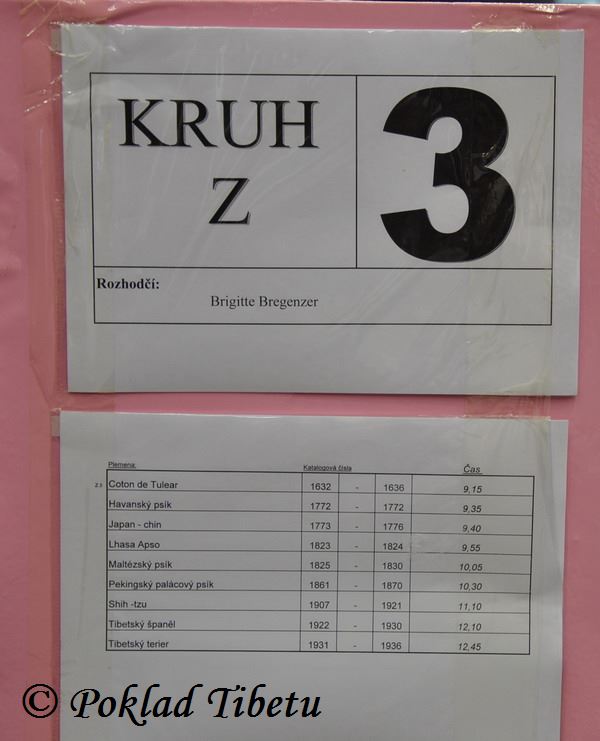 KRUH 3
Z
Rozhodčí:
Brigitte Bregenzer
Plemena: Katalogová čísla Čas
Z 3 Coton de Tulear 1632 - 1636 9,15
Havanský psík 1772 - 1772 9,35
Japan - chin 1773 - 1776 9,40
Lhasa Apso 1823 - 1824 9,55
Maltézský psík 1825 - 1830 10,05
Pekingský palácový psík 1861 - 1870 10,30
Shih -tzu 1907 - 1921 11,10
Tibetský španěl 1922 - 1930 12,10
Tibetský terier 1931 - 1936 12,45
© Poklad Tibetu